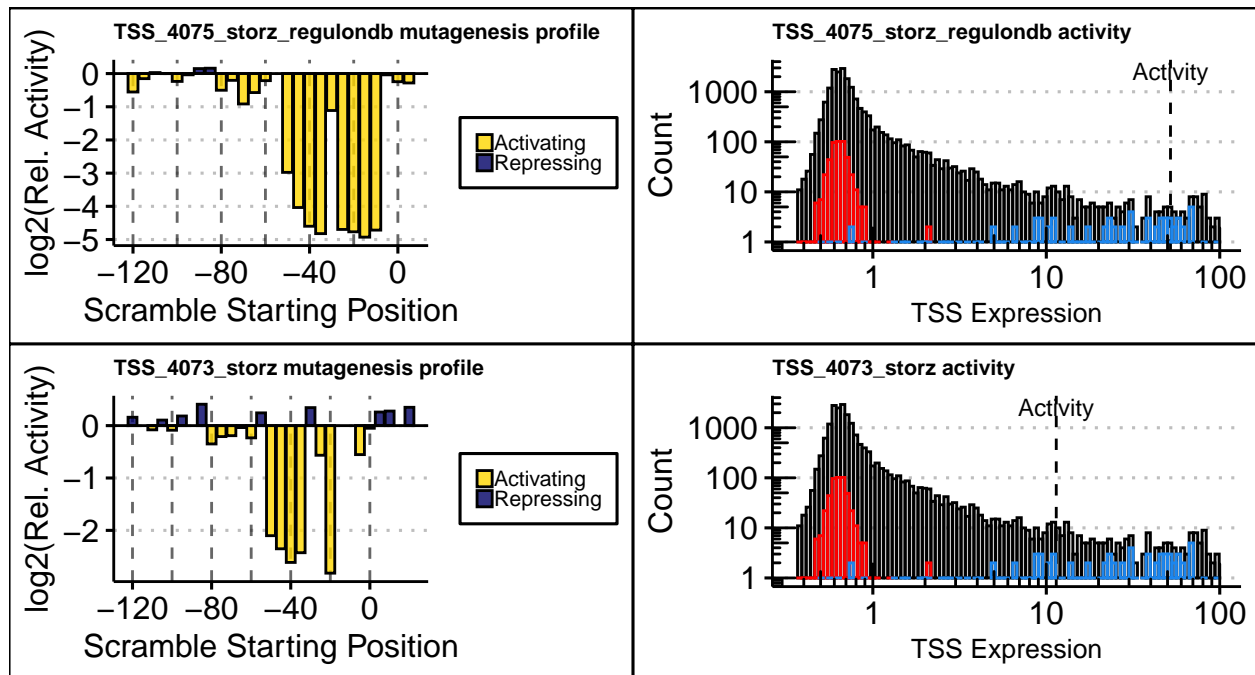 TSS_4075_storz_regulondb mutagenesis profile
log2(Rel. Activity)
0
−1
−2
−3
−4
−5
−120
−80
−40
0
Scramble Starting Position
Activating
Repressing
TSS_4075_storz_regulondb activity
Activity
Count
1000
100
10
1
1
10
100
TSS Expression
TSS_4073_storz mutagenesis profile
log2(Rel. Activity)
0
−1
−2
−120
−80
−40
0
Scramble Starting Position
Activating
Repressing
TSS_4073_storz activity
Activity
Count
1000
100
10
1
1
10
100
TSS Expression